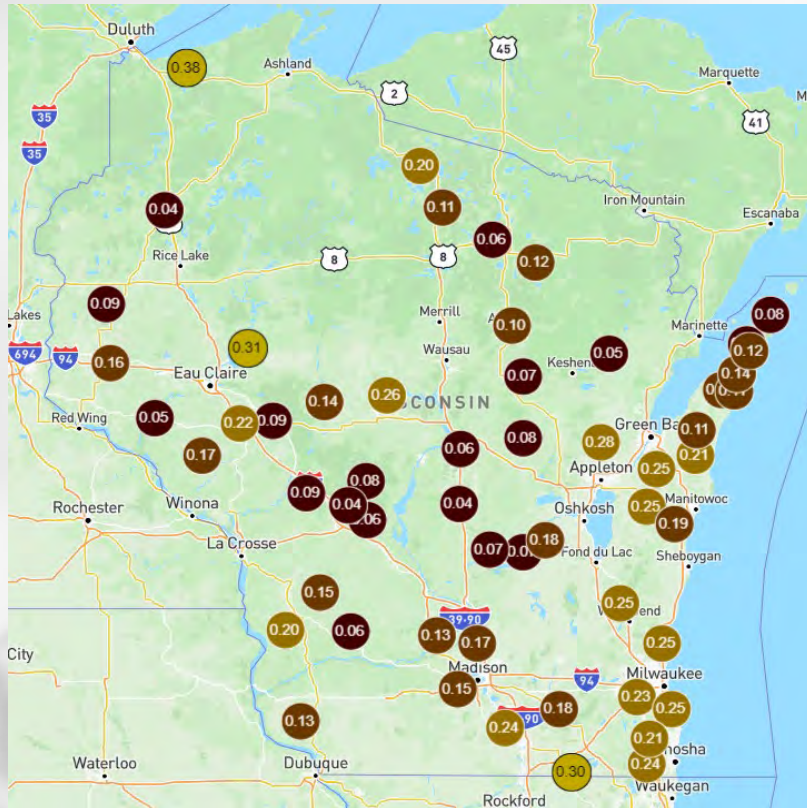 Duluth
0.38
Ashland
45
Marquette
2
35
41
35
0.20
Iron Mountain
0.04
0.11
Escanaba
0.06
Rice Lake
8
8
0.12
0.09
0.08
Lakes
Merrill
0.10
Marinette
694
94
0.16
0.31
Wausau
0.05
0.12
Keshena
0.07
0.14
Eau Claire
0.14
0.26
CONSIN
Red Wing
0.05
0.22
0.09
Green Ba
0.11
0.17
0.06
0.08
0.28
0.21
0.25
Appleton
0.09
0.08
0.04
0.06
0.04
0.25
Manitowoc
Rochester
Winona
Oshkosh
0.19
0.18
La Crosse
0.07
Fond du Lac
Sheboygan
0.15
0.25
39-90
end
0.20
0.06
0.13
0.17
0.25
City
Madison
94
Milwaukee
0.15
0.23
0.18
90
0.25
0.13
0.24
0.21
osha
Waterloo
Dubuque
0.30
0.24
Waukegan
Rockford